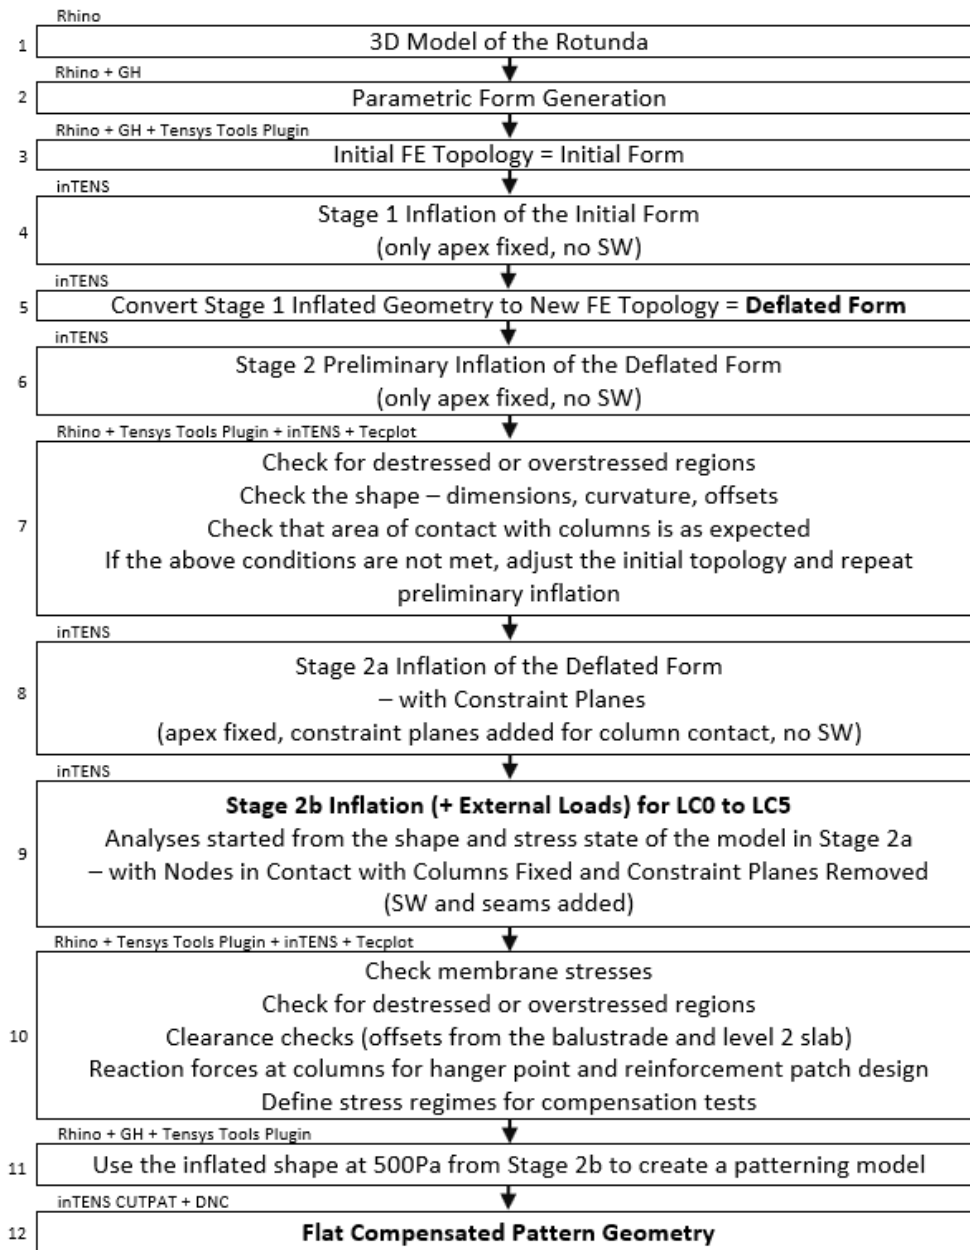 Rhino
1 3D Model of the Rotunda
Rhino + GH
2 Parametric Form Generation
Rhino + GH + Tensys Tools Plugin
3 Initial FE Topology = Initial Form
inTENS
4 Stage 1 Inflation of the Initial Form
(only apex fixed, no SW)
inTENS
5 Convert Stage 1 Inflated Geometry to New FE Topology = Deflated Form
inTENS
6 Stage 2 Preliminary Inflation of the Deflated Form
(only apex fixed, no SW)
Rhino + Tensys Tools Plugin + inTENS + Tecplot
Check for destressed or overstressed regions
Check the shape – dimensions, curvature, offsets
7 Check that area of contact with columns is as expected
If the above conditions are not met, adjust the initial topology and repeat
preliminary inflation
inTENS
Stage 2a Inflation of the Deflated Form
8 – with Constraint Planes
(apex fixed, constraint planes added for column contact, no SW)
inTENS
Stage 2b Inflation (+ External Loads) for LC0 to LC5
Analyses started from the shape and stress state of the model in Stage 2a
9 – with Nodes in Contact with Columns Fixed and Constraint Planes Removed
(SW and seams added)
Rhino + Tensys Tools Plugin + inTENS + Tecplot
Check membrane stresses
Check for destressed or overstressed regions
10 Clearance checks (offsets from the balustrade and level 2 slab)
Reaction forces at columns for hanger point and reinforcement patch design
Define stress regimes for compensation tests
Rhino + GH + Tensys Tools Plugin
11 Use the inflated shape at 500Pa from Stage 2b to create a patterning model
inTENS CUTPAT + DNC
12 Flat Compensated Pattern Geometry